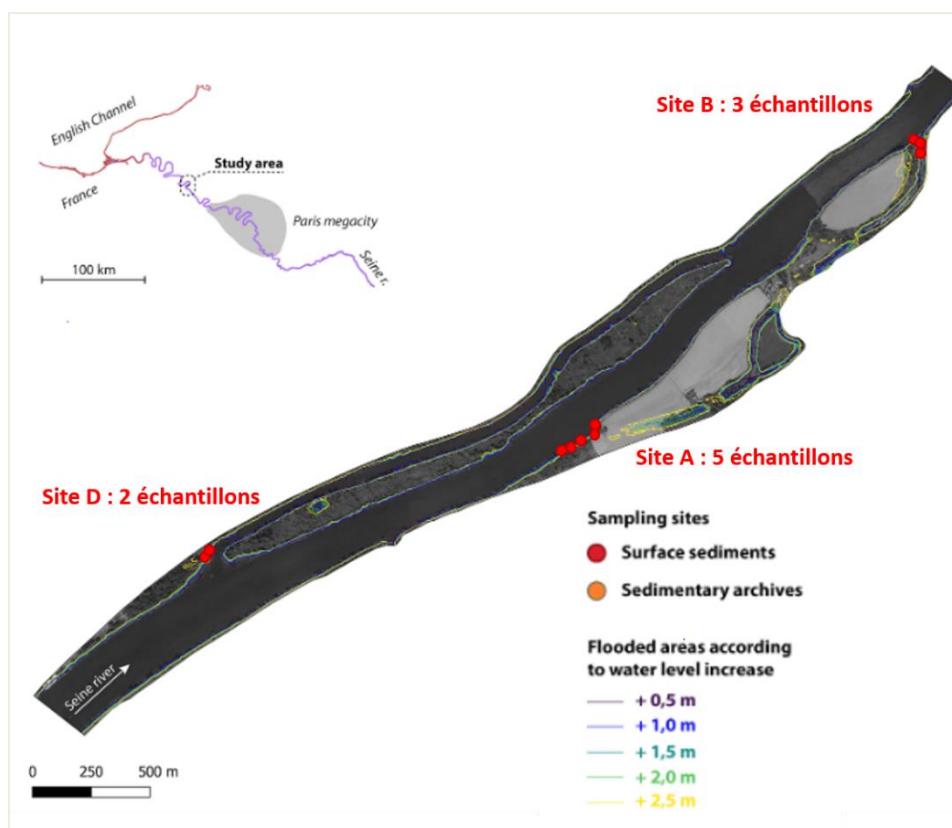 Site B : 3 échantillons
English Channel
France
Study area
Paris megacity
Seine r.
100 km
Site A : 5 échantillons
Site D : 2 échantillons
Sampling sites
Surface sediments
Sedimentary archives
Seine river
Flooded areas according
to water level increase
+ 0,5 m
+ 1,0 m
+ 1,5 m
+ 2,0 m
+ 2,5 m
0 250 500 m